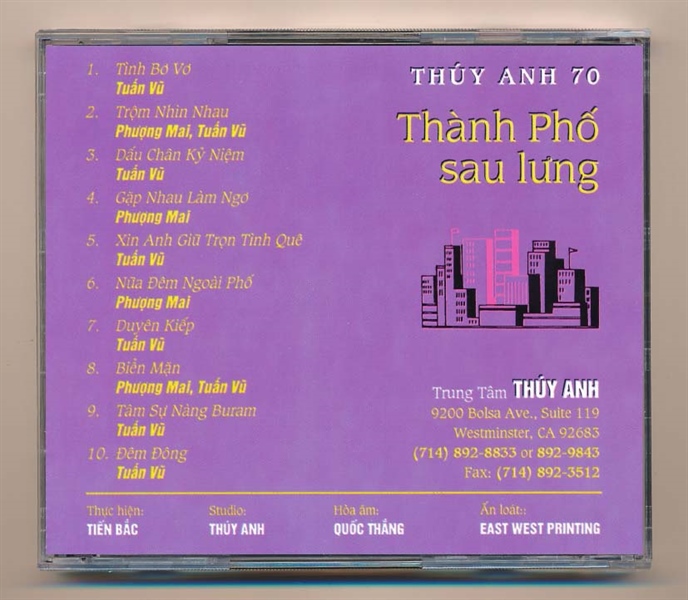 1. Tình Bơ Vơ
Tuấn Vũ
2. Trộm Nhìn Nhau
Phượng Mai, Tuấn Vũ
3. Dấu Chân Kỷ Niệm
Tuấn Vũ
4. Gặp Nhau Làm Ngơ
Phượng Mai
5. Xin Anh Giữ Trọn Tình Quê
Tuấn Vũ
6. Nữa Đêm Ngoài Phố
Phượng Mai
7. Duyên Kiếp
Tuấn Vũ
8. Biển Mặn
Phượng Mai, Tuấn Vũ
9. Tâm Sự Nàng Buram
Tuấn Vũ
10. Đêm Đông
Tuấn Vũ
THÚY ANH 70
Thành Phố
sau lưng
Trung Tâm THÚY ANH
9200 Bolsa Ave., Suite 119
Westminster, CA 92683
(714) 892-8833 or 892-9843
Fax: (714) 892-3512
Thực hiện: Studio: Hòa âm: Ấn loát::
TIẾN BẮC THÚY ANH QUỐC THẮNG EAST WEST PRINTING